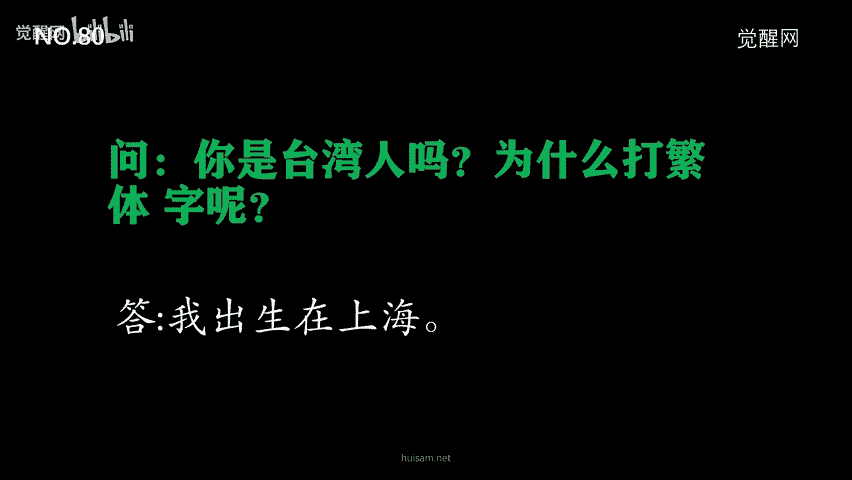 觉醒网 bilibili
NO.80
觉醒网
问：你是台湾人吗？为什么打繁
体 字呢？
答:我出生在上海。
huisam.net